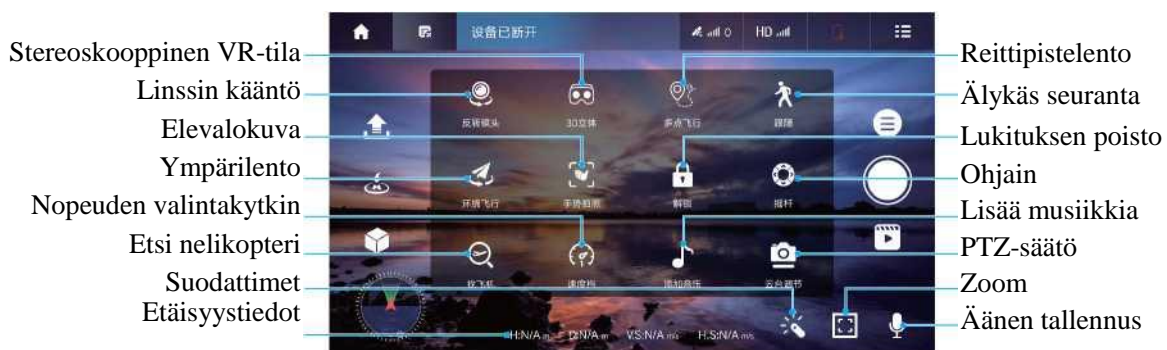 设备已断开
0
HD
Stereoskooppinen VR-tila
Reittipistelento
Linssin kääntö
Älykäs seuranta
反转镜头 3D立体 多点飞行 跟随
Elevalokuva
Lukituksen poisto
Ympärilento
Ohjain
环绕飞行 手势拍照 解锁 摇杆
Nopeuden valintakytkin
Lisää musiikkia
Etsi nelikopteri
PTZ-säätö
找飞机 速度档 添加音乐 云台调节
Suodattimet
Zoom
Etäisyystiedot
H:N/A m D:N/A m V.S:N/A m/s H.S:N/A m/s
Äänen tallennus